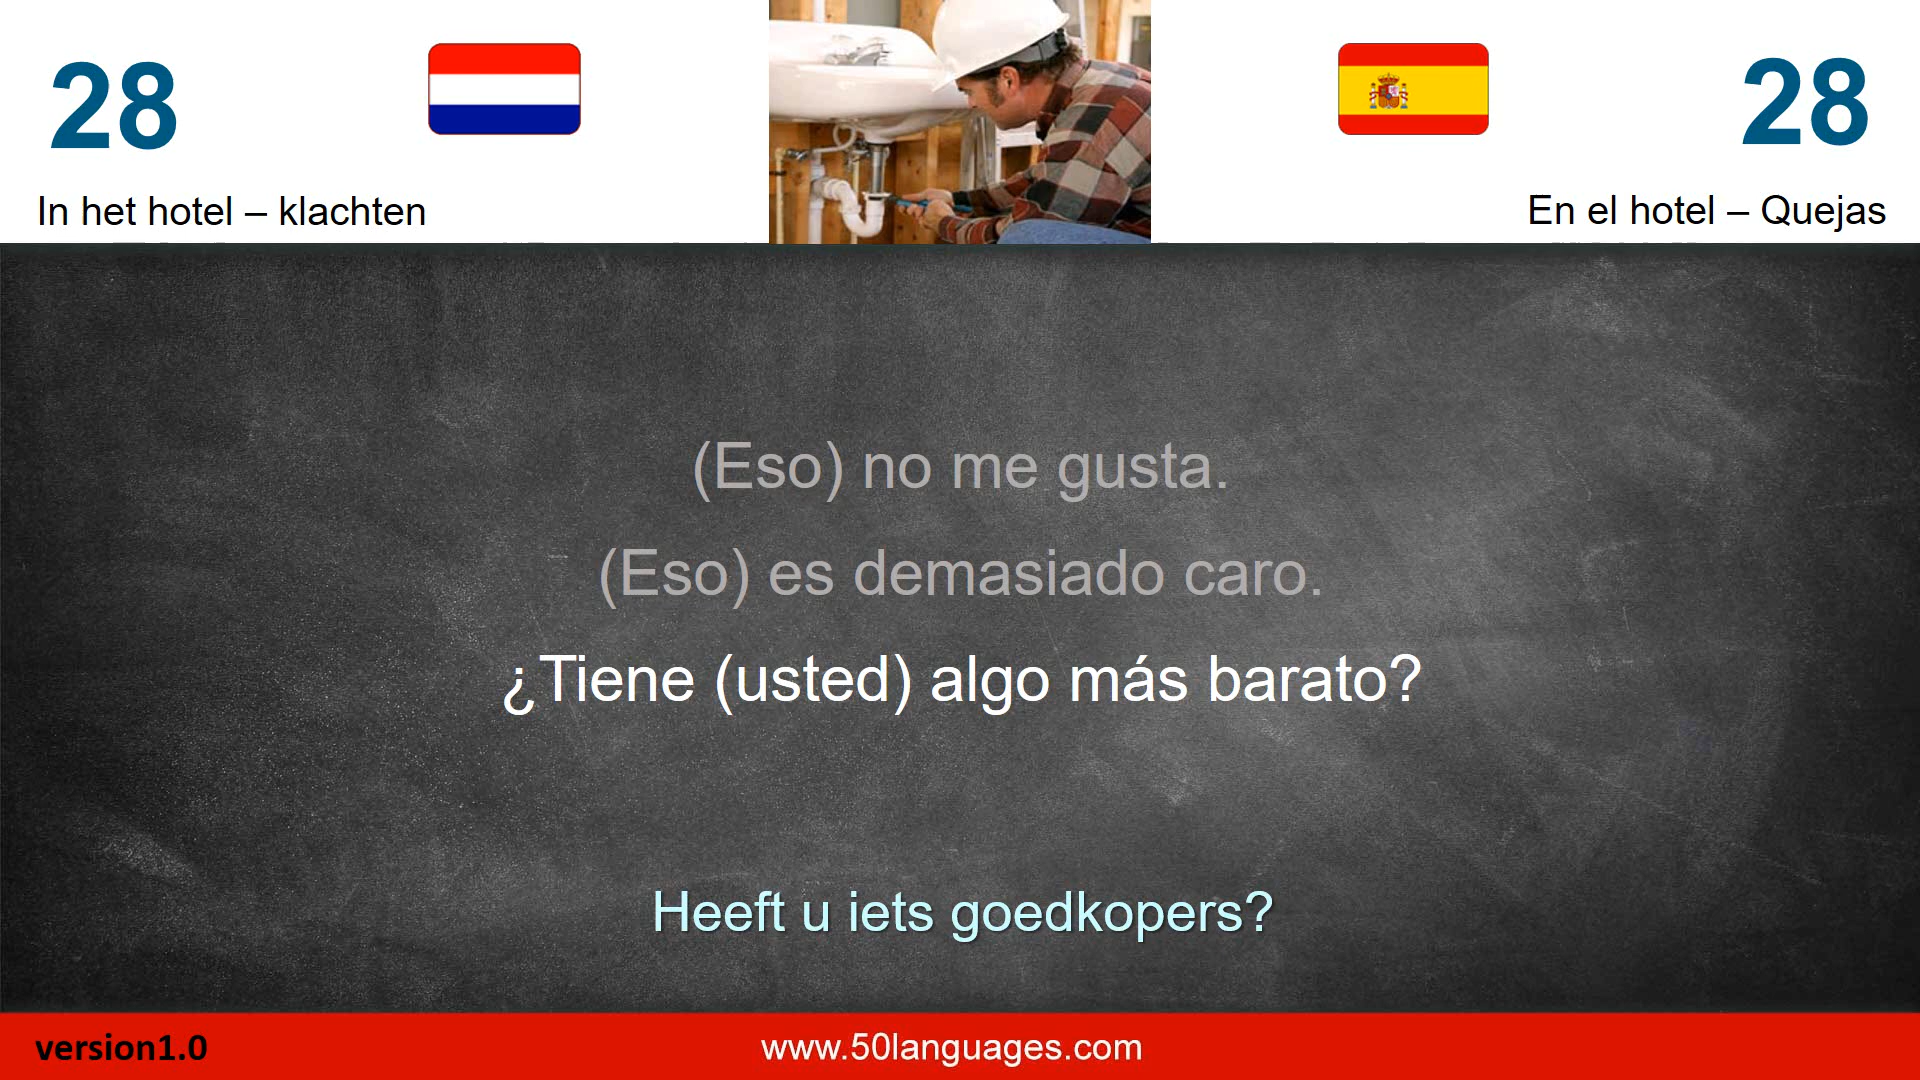 28
28
In het hotel – klachten
En el hotel – Quejas
(Eso) no me gusta.
(Eso) es demasiado caro.
¿Tiene (usted) algo más barato?
Heeft u iets goedkopers?
version1.0
www.50languages.com